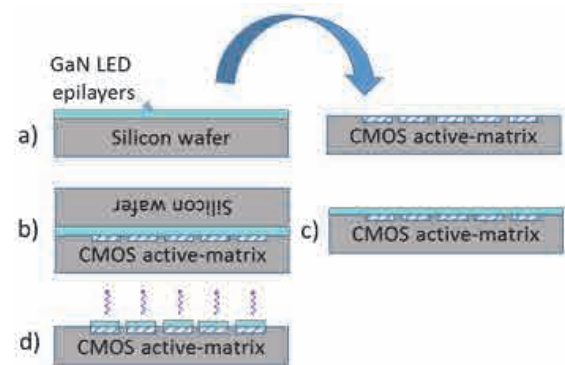 GaN LED
epilayers
a)
Silicon wafer
CMOS active-matrix
b)
Silicon wafer
CMOS active-matrix
c)
CMOS active-matrix
d)
CMOS active-matrix